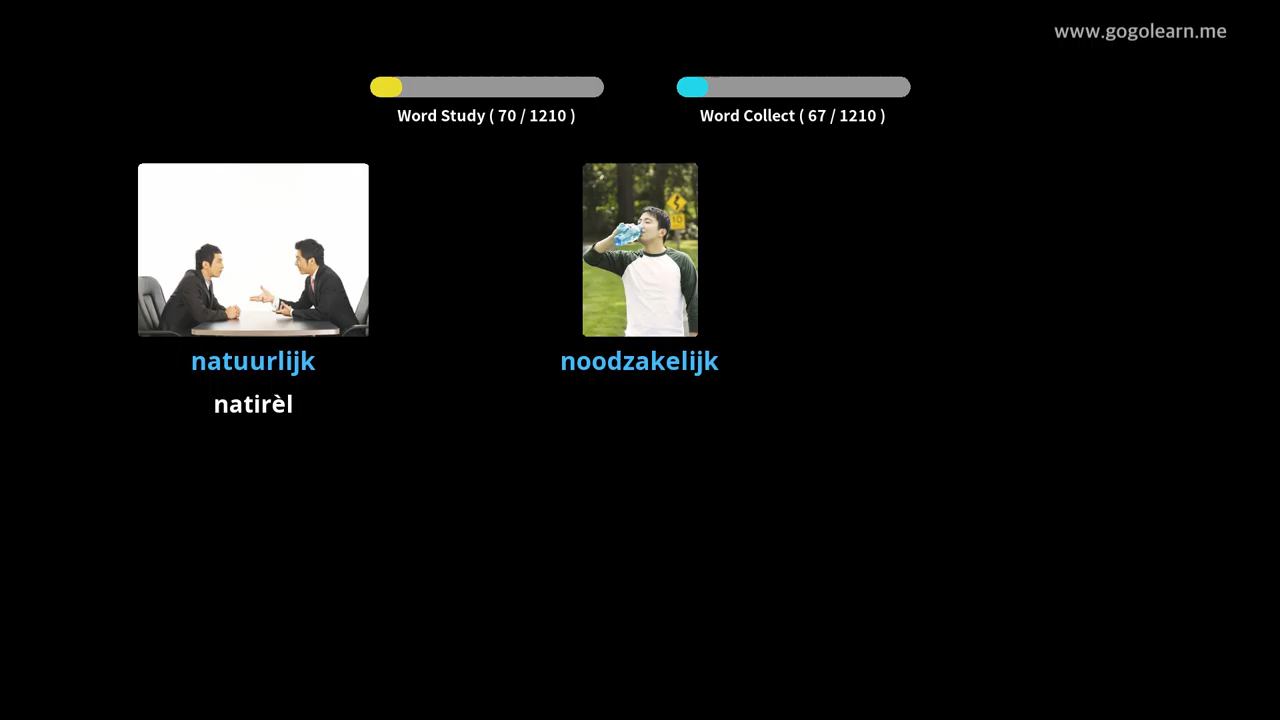 www.gogolearn.me
Word Study ( 70 / 1210 )
Word Collect ( 67 / 1210 )
natuurlijk
noodzakelijk
natirèl